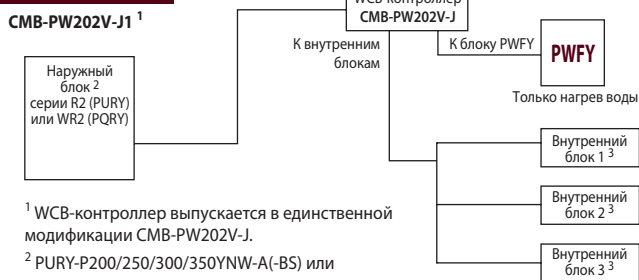 CMB-PW202V-J1 ¹
WCB-контроллер
CMB-PW202V-J
К внутренним
блокам
К блоку PWFY
PWFY
Только нагрев воды
Наружный
блок ²
серии R2 (PURY)
или WR2 (PQRY)
Внутренний
блок 1 ³
Внутренний
блок 2 ³
Внутренний
блок 3 ³
¹ WCB-контроллер выпускается в единственной
модификации CMB-PW202V-J.
² PURY-P200/250/300/350YNW-A(-BS) или